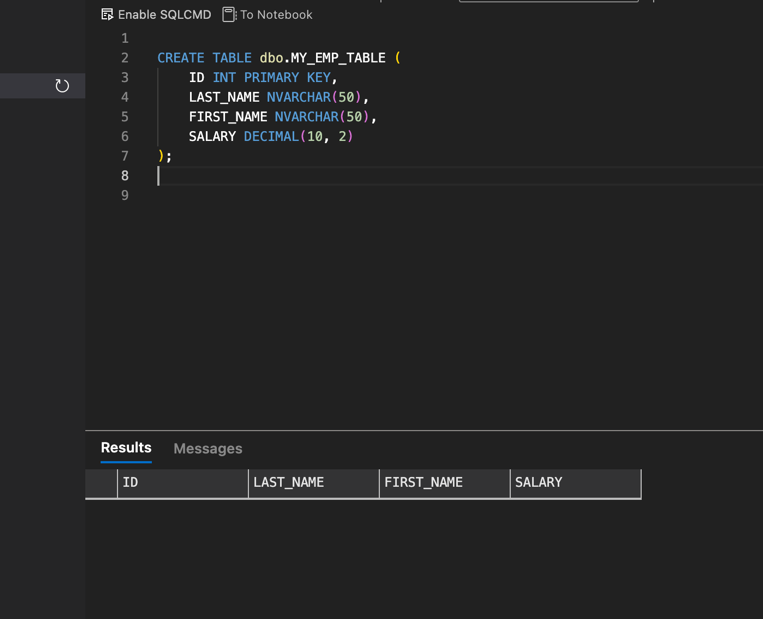 Enable SQLCMD To Notebook
1
2 CREATE TABLE dbo.MY_EMP_TABLE (
3 ID INT PRIMARY KEY,
4 LAST_NAME NVARCHAR(50),
5 FIRST_NAME NVARCHAR(50),
6 SALARY DECIMAL(10, 2)
7 );
8
9
Results Messages
ID LAST_NAME FIRST_NAME SALARY